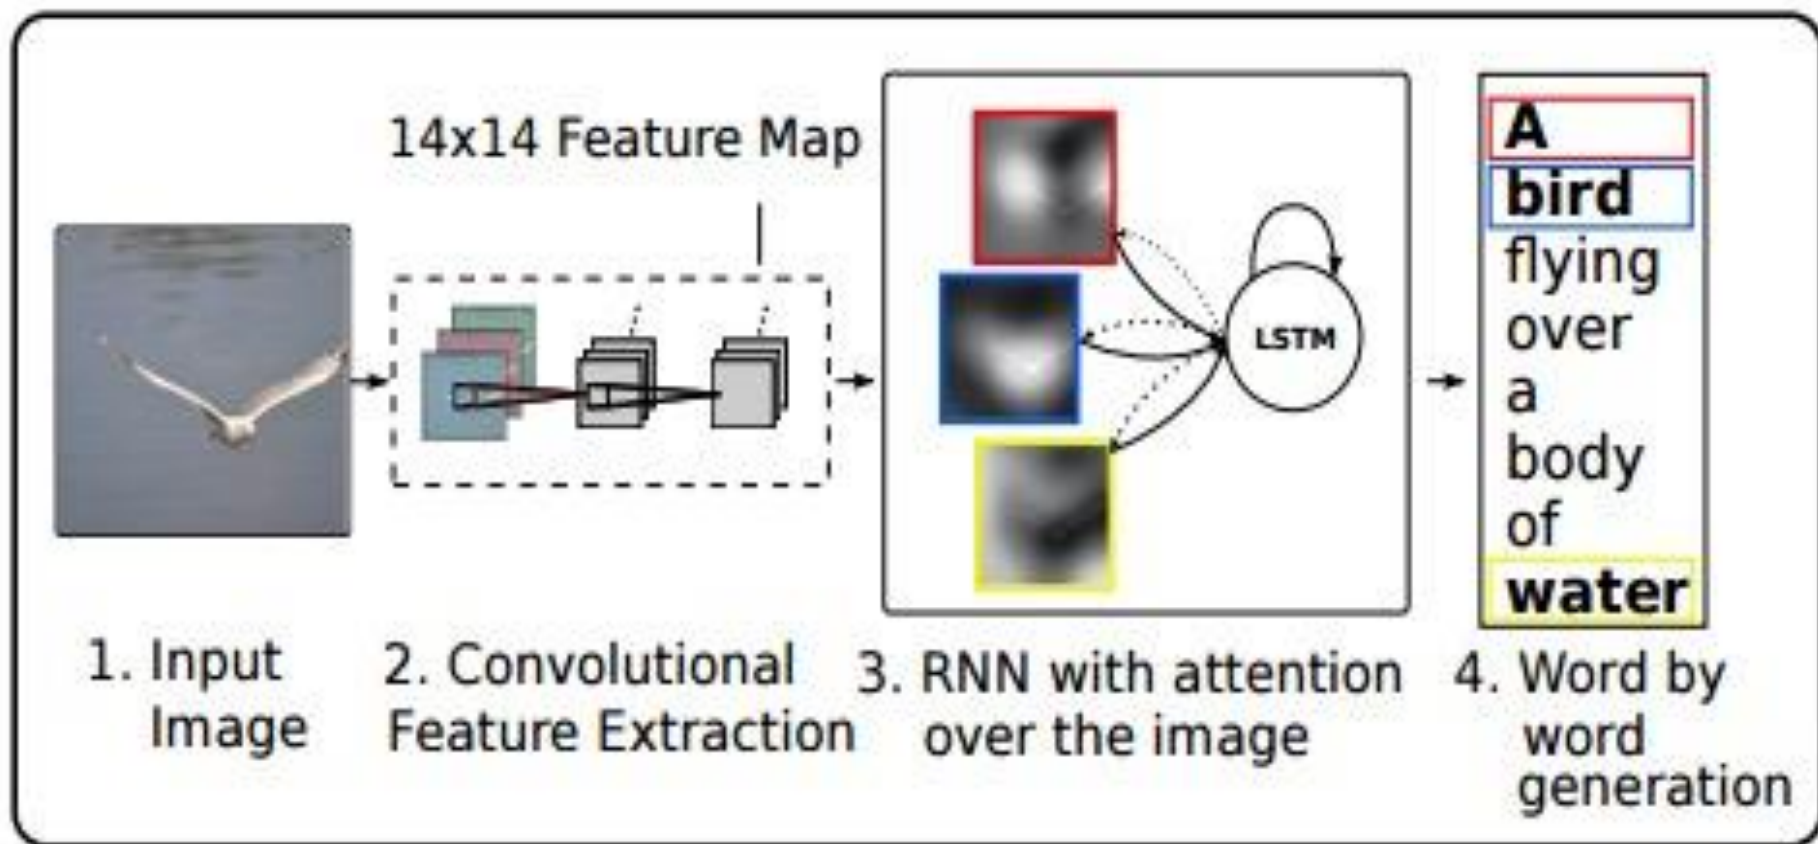 14x14 Feature Map
LSTM
A
bird
flying
over
a
body
of
water
1. Input
Image
2. Convolutional
Feature Extraction
3. RNN with attention
over the image
4. Word by
word
generation